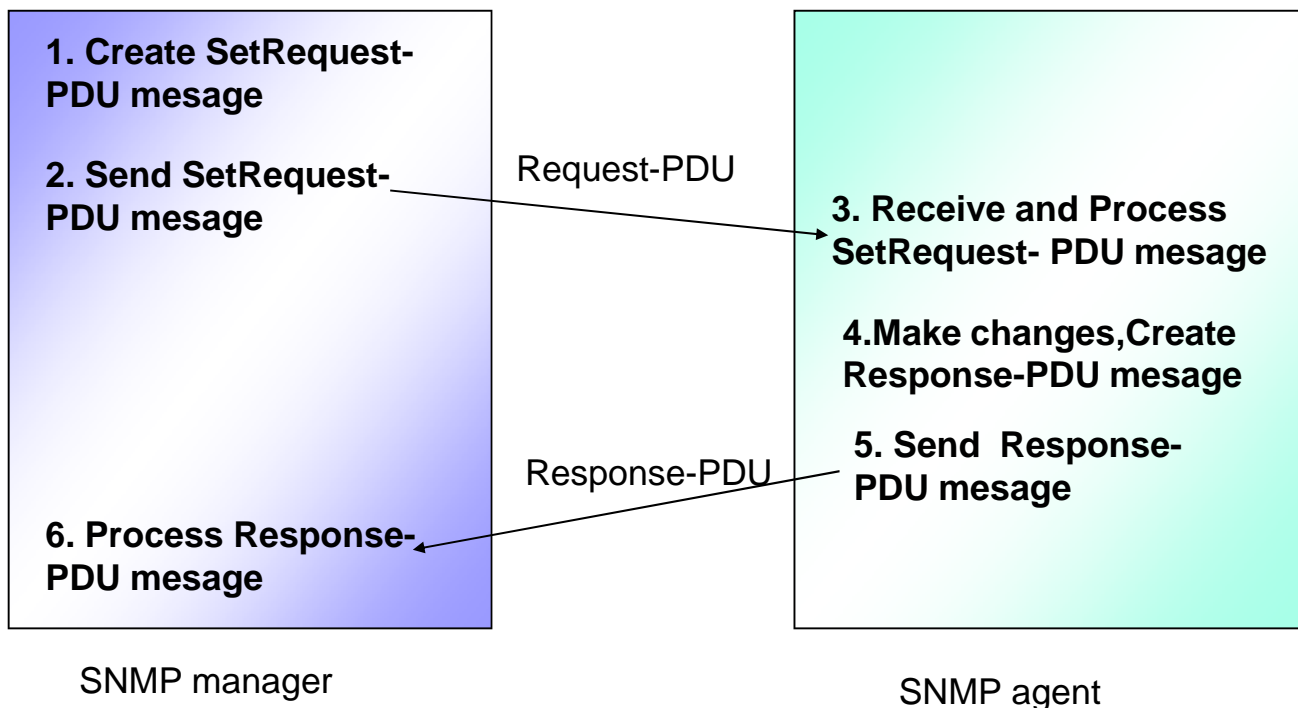 1. Create SetRequest-
PDU mesage
2. Send SetRequest-
PDU mesage
Request-PDU
3. Receive and Process
SetRequest- PDU mesage
4.Make changes,Create
Response-PDU mesage
5. Send  Response-
PDU mesage
Response-PDU
6. Process Response-
PDU mesage
SNMP manager
SNMP agent